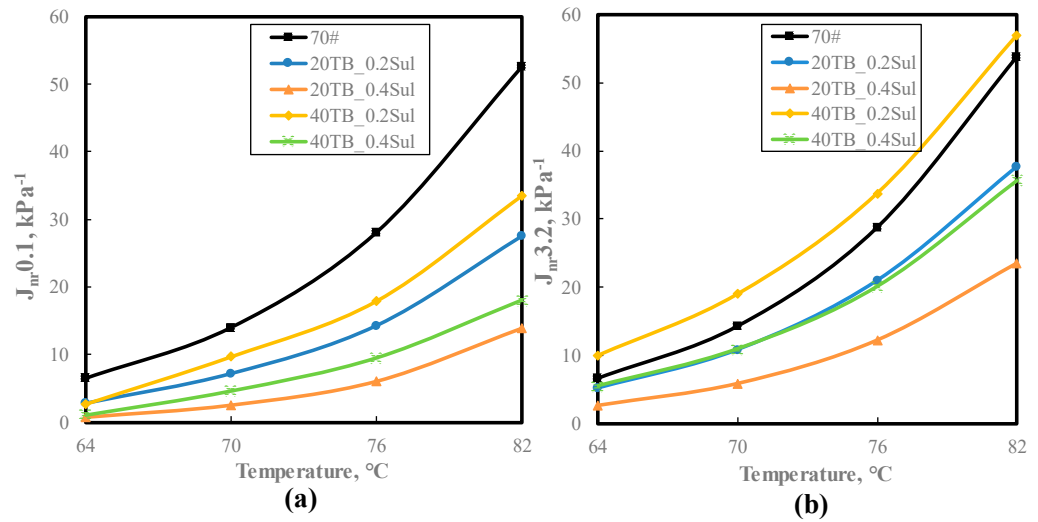 60
50
40
30
20
10
0
J_nr0.1, kPa⁻¹
70#
20TB_0.2Sul
20TB_0.4Sul
40TB_0.2Sul
40TB_0.4Sul
64 70 76 82
Temperature, °C
(a)
60
50
40
30
20
10
0
J_nr3.2, kPa⁻¹
70#
20TB_0.2Sul
20TB_0.4Sul
40TB_0.2Sul
40TB_0.4Sul
64 70 76 82
Temperature, °C
(b)